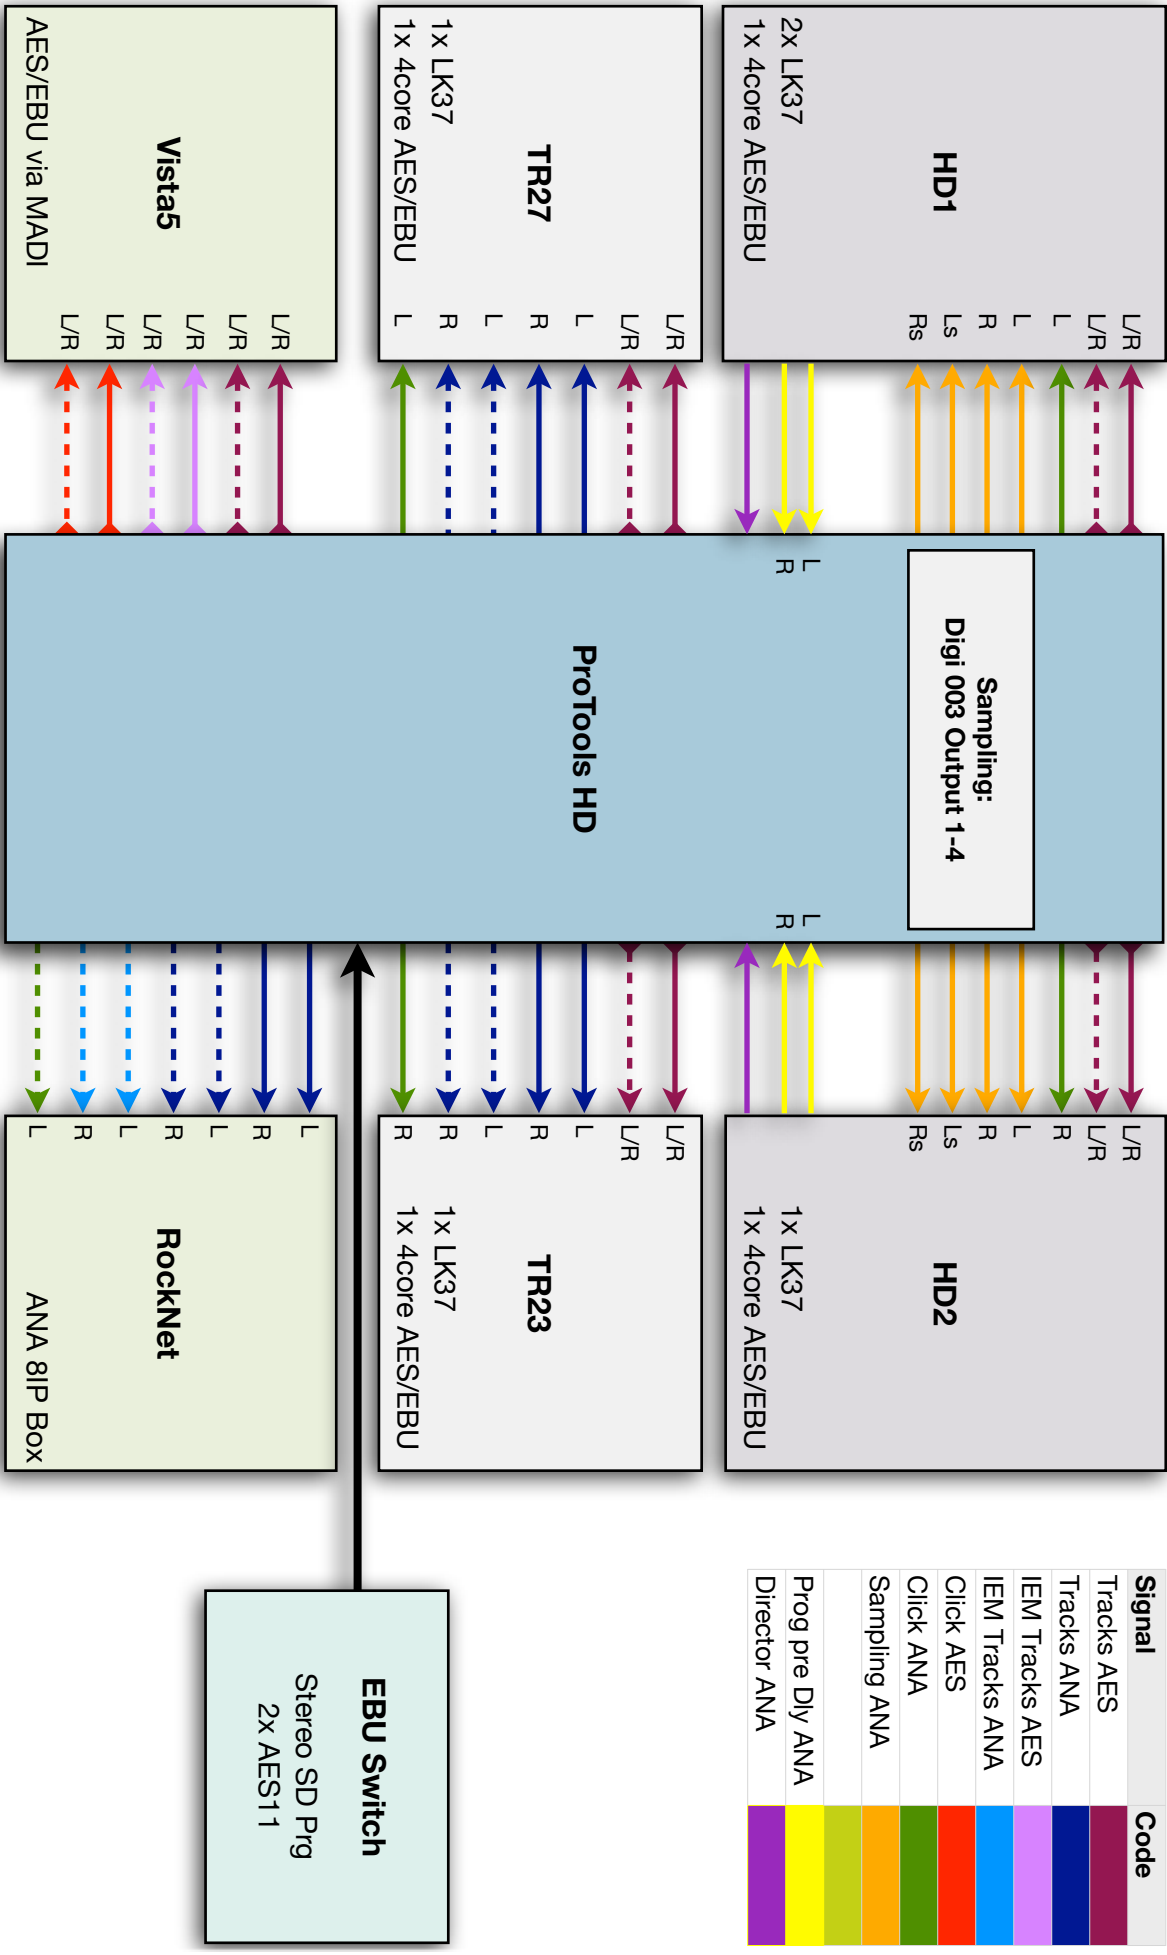 HD1
2x LK37
1x 4core AES/EBU
L/R
L/R
L
L
R
Ls
Rs
TR27
1x LK37
1x 4core AES/EBU
L/R
L/R
L
R
L
R
L
Vista5
AES/EBU via MADI
L/R
L/R
L/R
L/R
L/R
L/R
Sampling:
Digi 003 Output 1-4
L
R
ProTools HD
L
R
L/R
L/R
R
L
R
Ls
Rs
HD2
1x LK37
1x 4core AES/EBU
L/R
L/R
L
R
L
R
R
TR23
1x LK37
1x 4core AES/EBU
L
R
L
R
L
R
L
RockNet
ANA 8IP Box
Signal Code
Tracks AES
Tracks ANA
IEM Tracks AES
IEM Tracks ANA
Click AES
Click ANA
Sampling ANA
Prog pre Dly ANA
Director ANA
EBU Switch
Stereo SD Prg
2x AES11